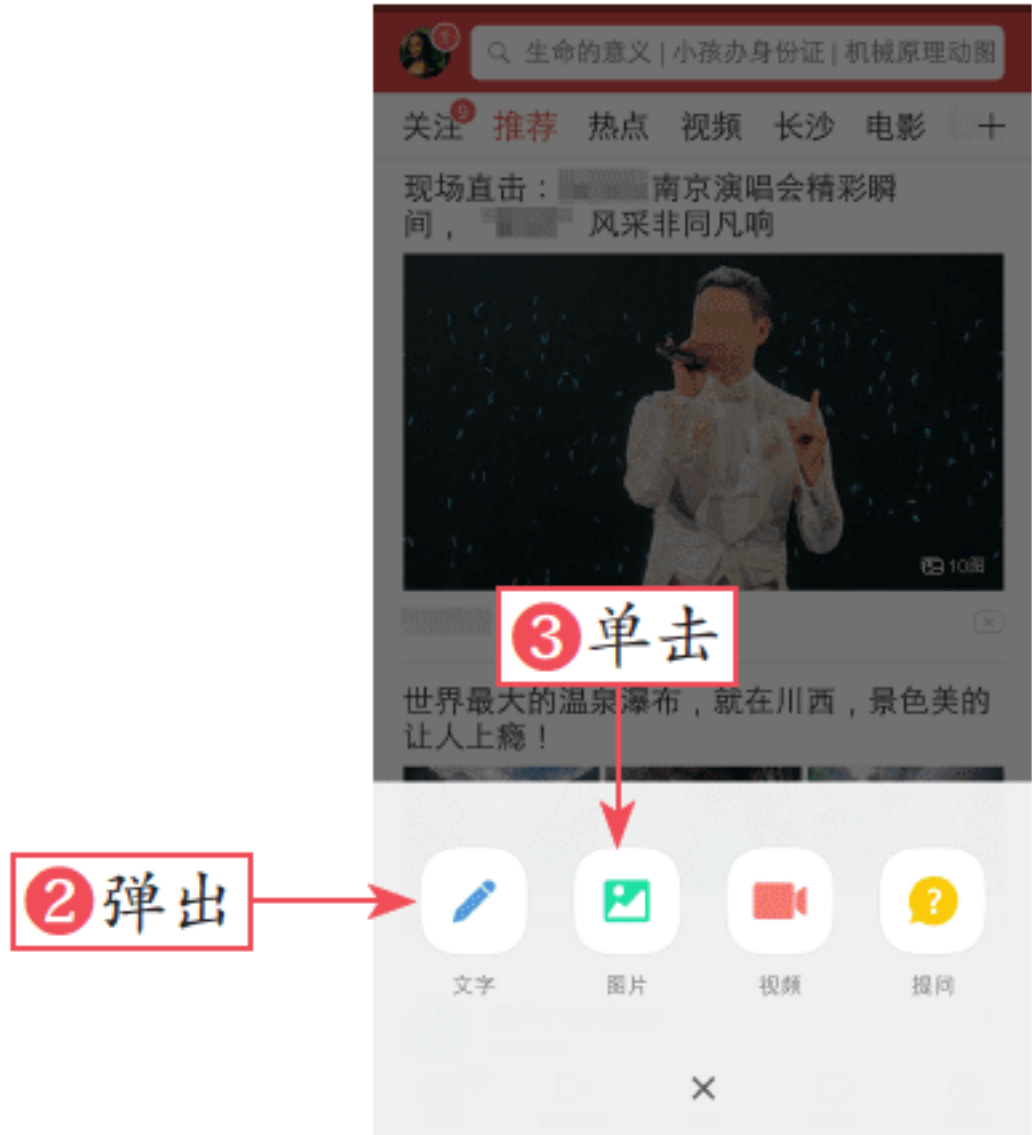 生命的意义 | 小孩办身份证 | 机械原理动图
关注 9 推荐 热点 视频 长沙 电影
现场直击： 南京演唱会精彩瞬
间， 风采非同凡响
10图
❸单击
世界最大的温泉瀑布，就在川西，景色美的
让人上瘾！
❷弹出
文字 图片 视频 提问